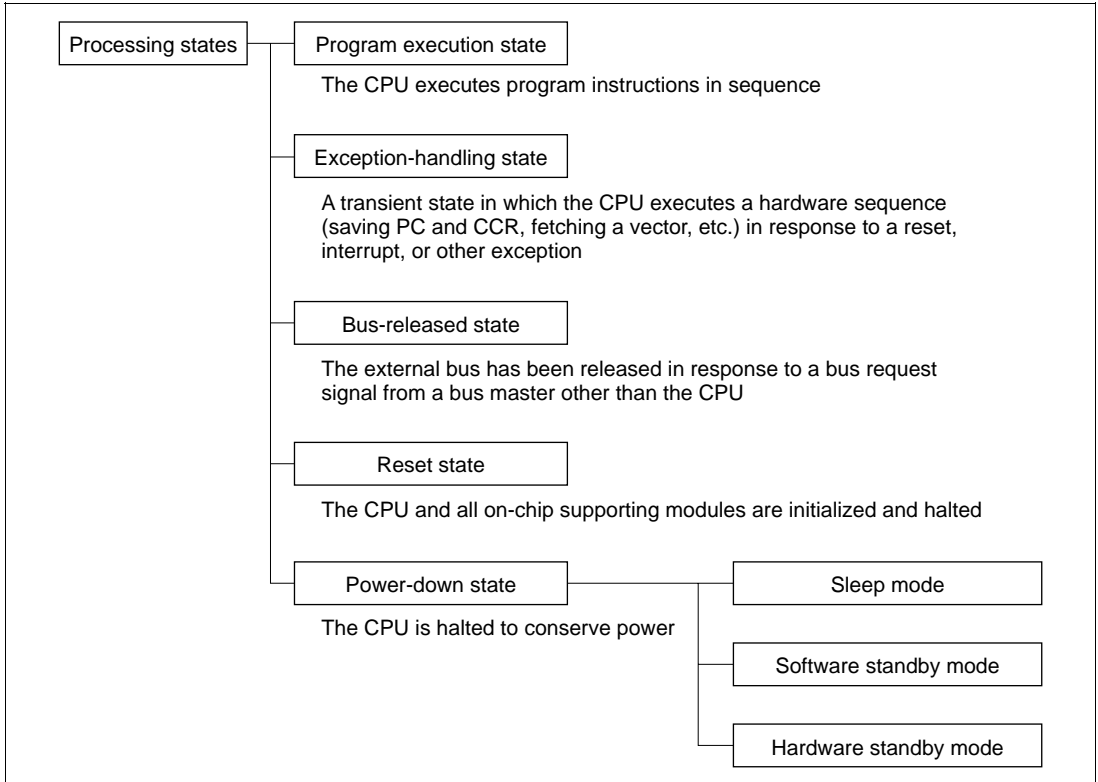 Processing states
Program execution state
The CPU executes program instructions in sequence
Exception-handling state
A transient state in which the CPU executes a hardware sequence
(saving PC and CCR, fetching a vector, etc.) in response to a reset,
interrupt, or other exception
Bus-released state
The external bus has been released in response to a bus request
signal from a bus master other than the CPU
Reset state
The CPU and all on-chip supporting modules are initialized and halted
Power-down state
Sleep mode
The CPU is halted to conserve power
Software standby mode
Hardware standby mode